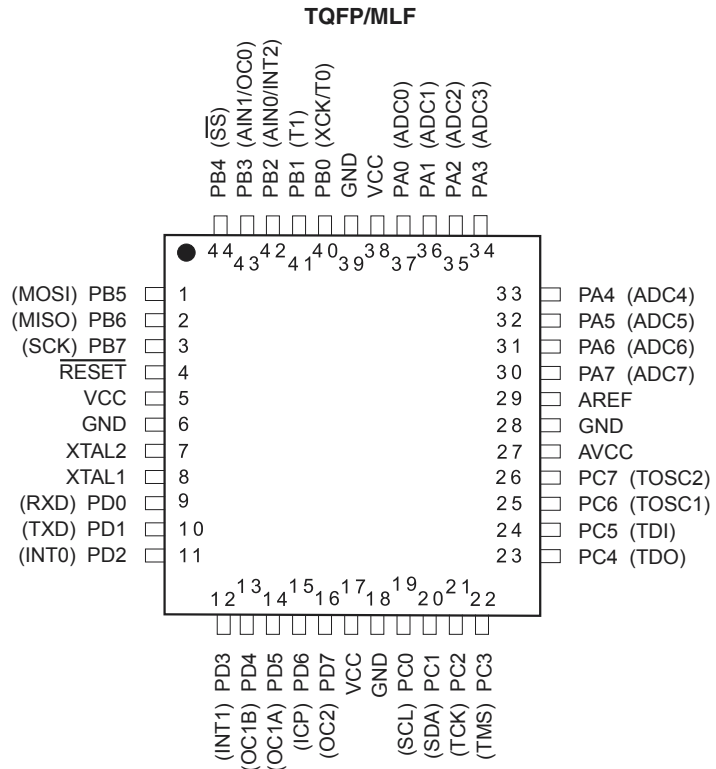 TQFP/MLF
PB4 (SS)
PB3 (AIN1/OC0)
PB2 (AIN0/INT2)
PB1 (T1)
PB0 (XCK/T0)
GND
VCC
PA0 (ADC0)
PA1 (ADC1)
PA2 (ADC2)
PA3 (ADC3)
44
43
42
41
40
39
38
37
36
35
34
(MOSI) PB5 1
(MISO) PB6 2
(SCK) PB7 3
RESET 4
VCC 5
GND 6
XTAL2 7
XTAL1 8
(RXD) PD0 9
(TXD) PD1 10
(INT0) PD2 11
33 PA4 (ADC4)
32 PA5 (ADC5)
31 PA6 (ADC6)
30 PA7 (ADC7)
29 AREF
28 GND
27 AVCC
26 PC7 (TOSC2)
25 PC6 (TOSC1)
24 PC5 (TDI)
23 PC4 (TDO)
12
13
14
15
16
17
18
19
20
21
22
(INT1) PD3
(OC1B) PD4
(OC1A) PD5
(ICP) PD6
(OC2) PD7
VCC
GND
(SCL) PC0
(SDA) PC1
(TCK) PC2
(TMS) PC3